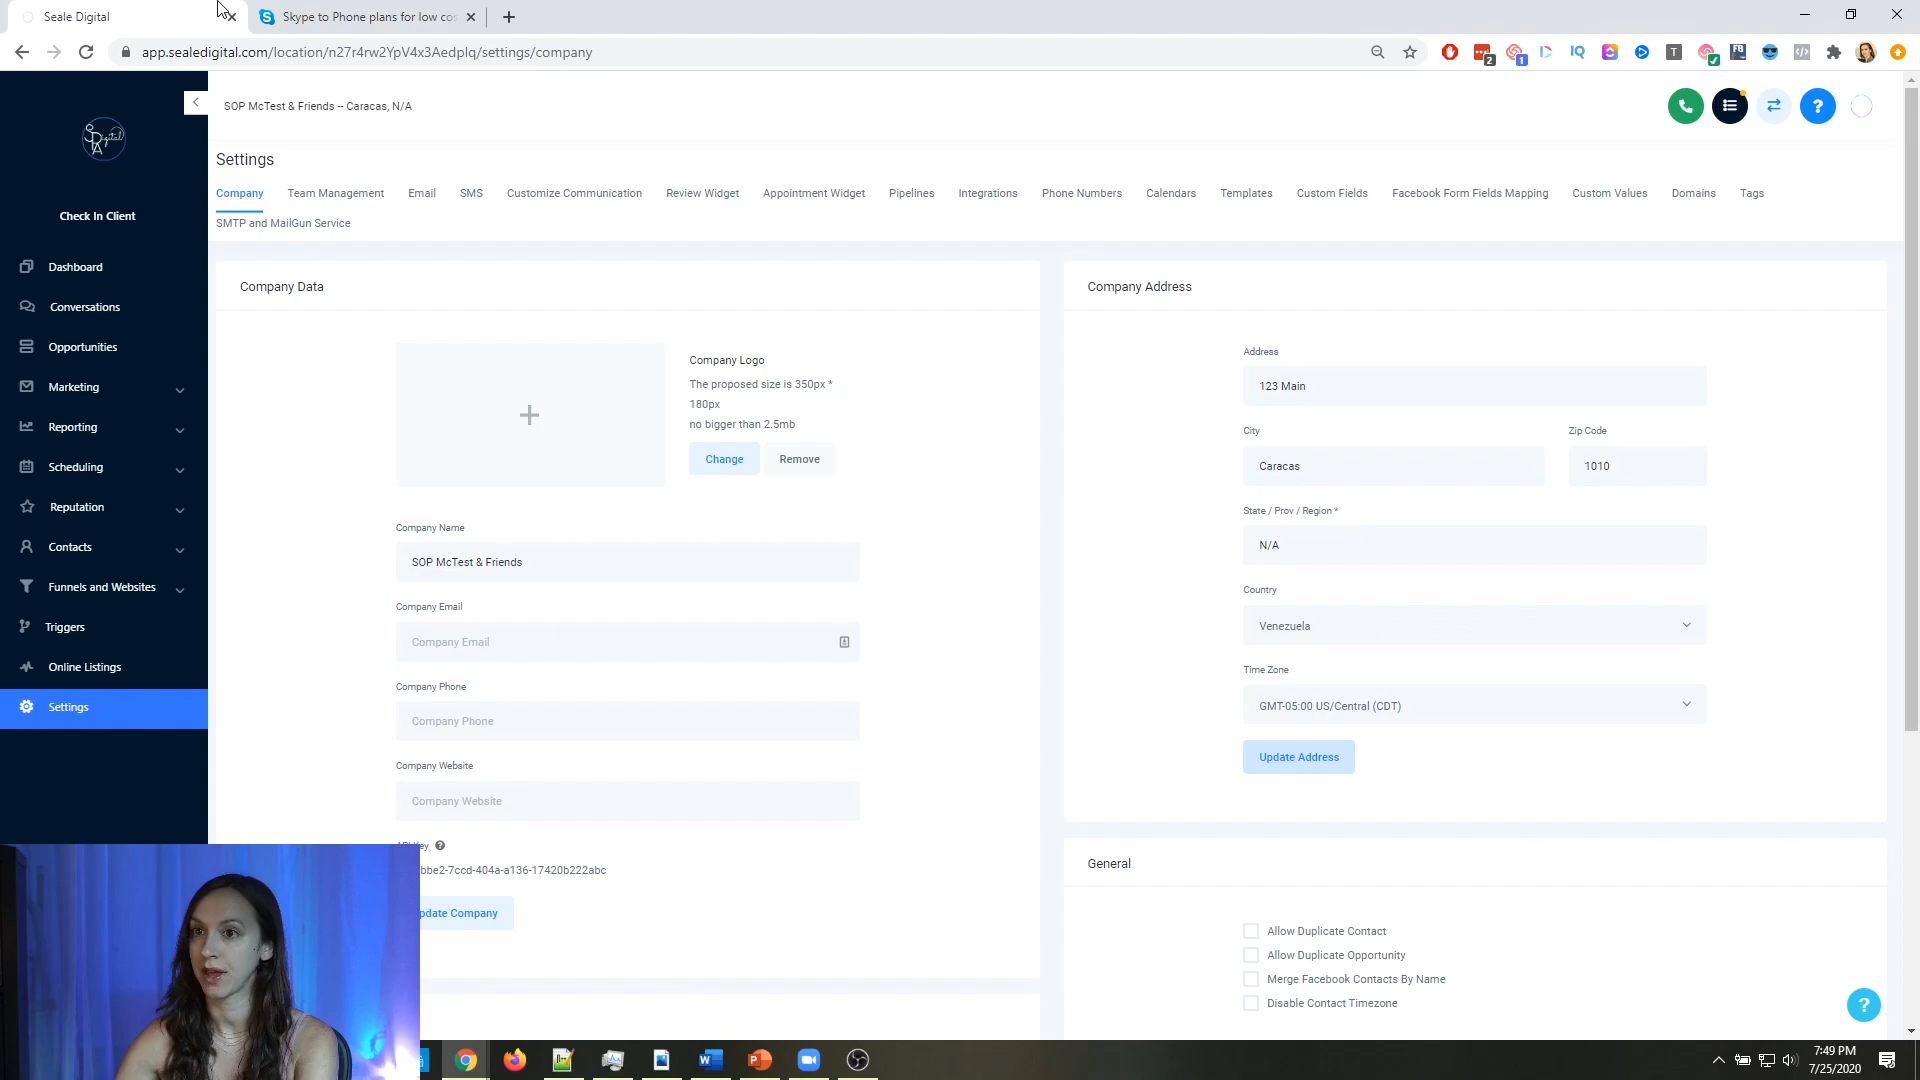 Seale Digital
Skype to Phone plans for low cos
app.sealedigital.com/location/n27r4rw2YpV4x3Aedplq/settings/company
SOP McTest & Friends -- Caracas, N/A
Check In Client
Dashboard
Conversations
Opportunities
Marketing
Reporting
Scheduling
Reputation
Contacts
Funnels and Websites
Triggers
Online Listings
Settings
Settings
Company
Team Management
Email
SMS
Customize Communication
Review Widget
Appointment Widget
Pipelines
Integrations
Phone Numbers
Calendars
Templates
Custom Fields
Facebook Form Fields Mapping
Custom Values
Domains
Tags
SMTP and MailGun Service
Company Data
Company Logo
The proposed size is 350px *
180px
no bigger than 2.5mb
Change
Remove
Company Name
SOP McTest & Friends
Company Email
Company Email
Company Phone
Company Phone
Company Website
Company Website
bbe2-7ccd-404a-a136-17420b222abc
pdate Company
Company Address
Address
123 Main
City
Caracas
Zip Code
1010
State / Prov / Region *
N/A
Country
Venezuela
Time Zone
GMT-05:00 US/Central (CDT)
Update Address
General
Allow Duplicate Contact
Allow Duplicate Opportunity
Merge Facebook Contacts By Name
Disable Contact Timezone
7:49 PM
7/25/2020